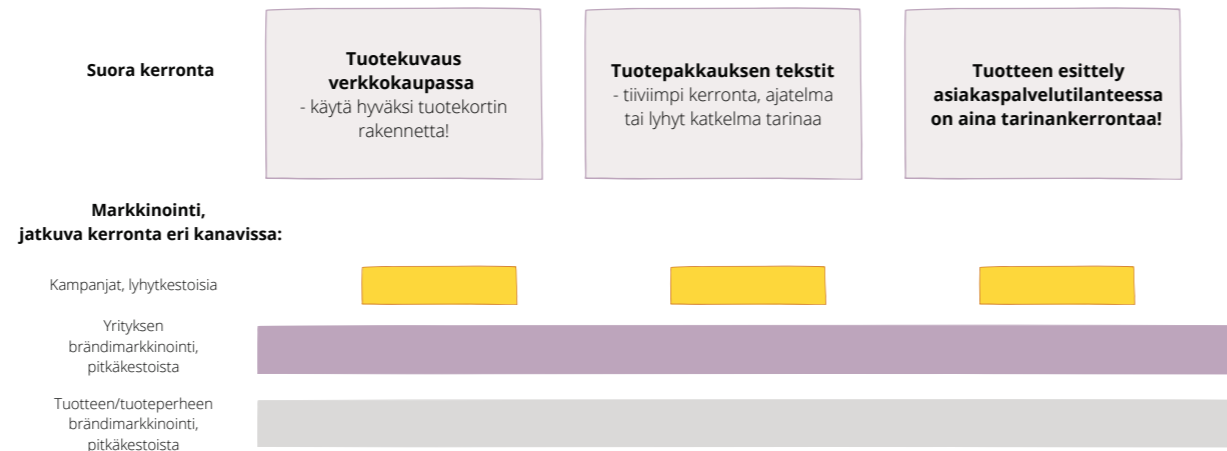 Suora kerronta
Tuotekuvaus
verkkokaupassa
- käytä hyväksi tuotekortin
rakennetta!
Tuotepakkauksen tekstit
- tiiviimpi kerronta, ajatelma
tai lyhyt katkelma tarinaa
Tuotteen esittely
asiakaspalvelutilanteessa
on aina tarinankerrontaa!
Markkinointi,
jatkuva kerronta eri kanavissa:
Kampanjat, lyhytkestoisia
Yrityksen
brändimarkkinointi,
pitkäkestoista
Tuotteen/tuoteperheen
brändimarkkinointi,
pitkäkestoista